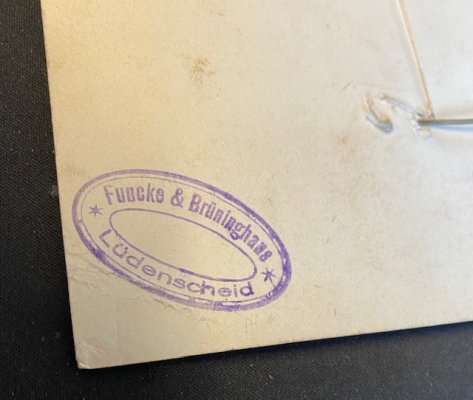 Funcke & Brüninghaus
Lüdenscheid